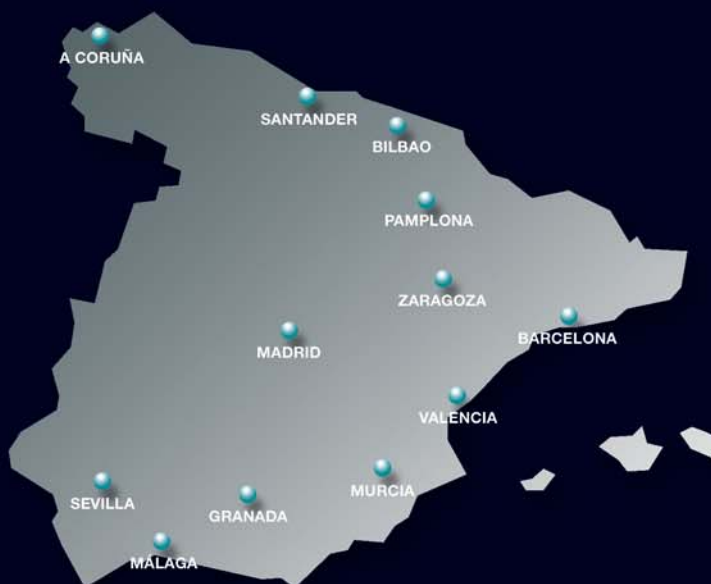 A CORUÑA
SANTANDER
BILBAO
PAMPLONA
ZARAGOZA
BARCELONA
MADRID
VALENCIA
MURCIA
SEVILLA
GRANADA
MÁLAGA